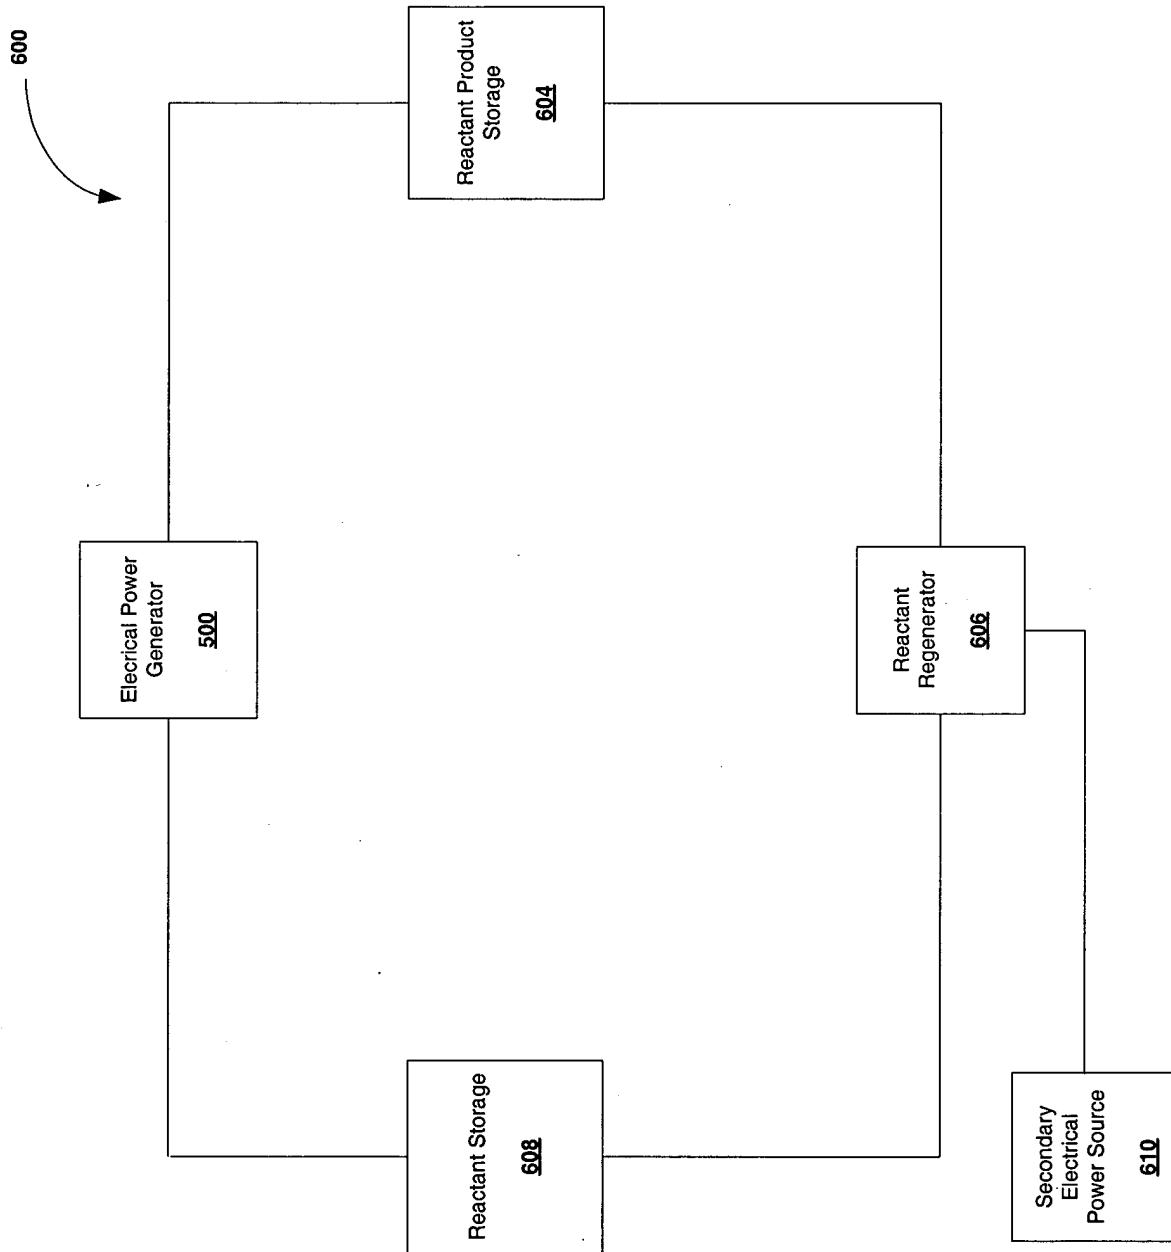 600
Elecrical Power
Generator
500
Reactant Product
Storage
604
Reactant
Regenerator
606
Reactant Storage
608
Secondary
Electrical
Power Source
610